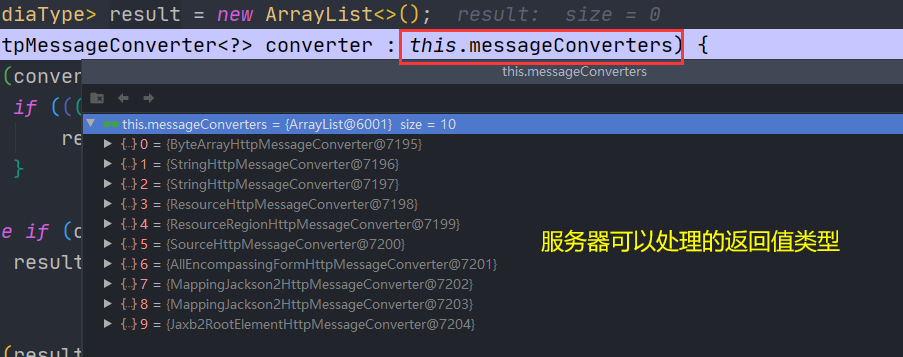 diaType> result = new ArrayList<>(); result: size = 0
tpMessageConverter<?> converter : this.messageConverters) {
this.messageConverters
(conver
this.messageConverters = {ArrayList@6001} size = 10
if (((
0 = {ByteArrayHttpMessageConverter@7195}
re
1 = {StringHttpMessageConverter@7196}
}
2 = {StringHttpMessageConverter@7197}
3 = {ResourceHttpMessageConverter@7198}
4 = {ResourceRegionHttpMessageConverter@7199}
e if (c
5 = {SourceHttpMessageConverter@7200}
服务器可以处理的返回值类型
result
6 = {AllEncompassingFormHttpMessageConverter@7201}
7 = {MappingJackson2HttpMessageConverter@7202}
8 = {MappingJackson2HttpMessageConverter@7203}
9 = {Jaxb2RootElementHttpMessageConverter@7204}
(result